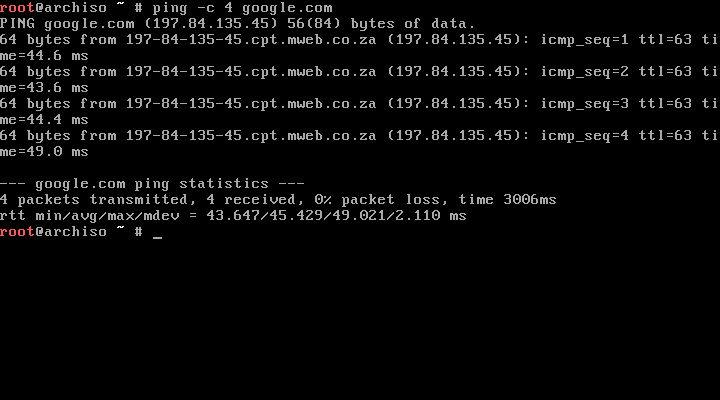 root@archiso ~ # ping -c 4 google.com
PING google.com (197.84.135.45) 56(84) bytes of data.
64 bytes from 197-84-135-45.cpt.mweb.co.za (197.84.135.45): icmp_seq=1 ttl=63 ti
me=44.6 ms
64 bytes from 197-84-135-45.cpt.mweb.co.za (197.84.135.45): icmp_seq=2 ttl=63 ti
me=43.6 ms
64 bytes from 197-84-135-45.cpt.mweb.co.za (197.84.135.45): icmp_seq=3 ttl=63 ti
me=44.4 ms
64 bytes from 197-84-135-45.cpt.mweb.co.za (197.84.135.45): icmp_seq=4 ttl=63 ti
me=49.0 ms

--- google.com ping statistics ---
4 packets transmitted, 4 received, 0% packet loss, time 3006ms
rtt min/avg/max/mdev = 43.647/45.429/49.021/2.110 ms
root@archiso ~ # _